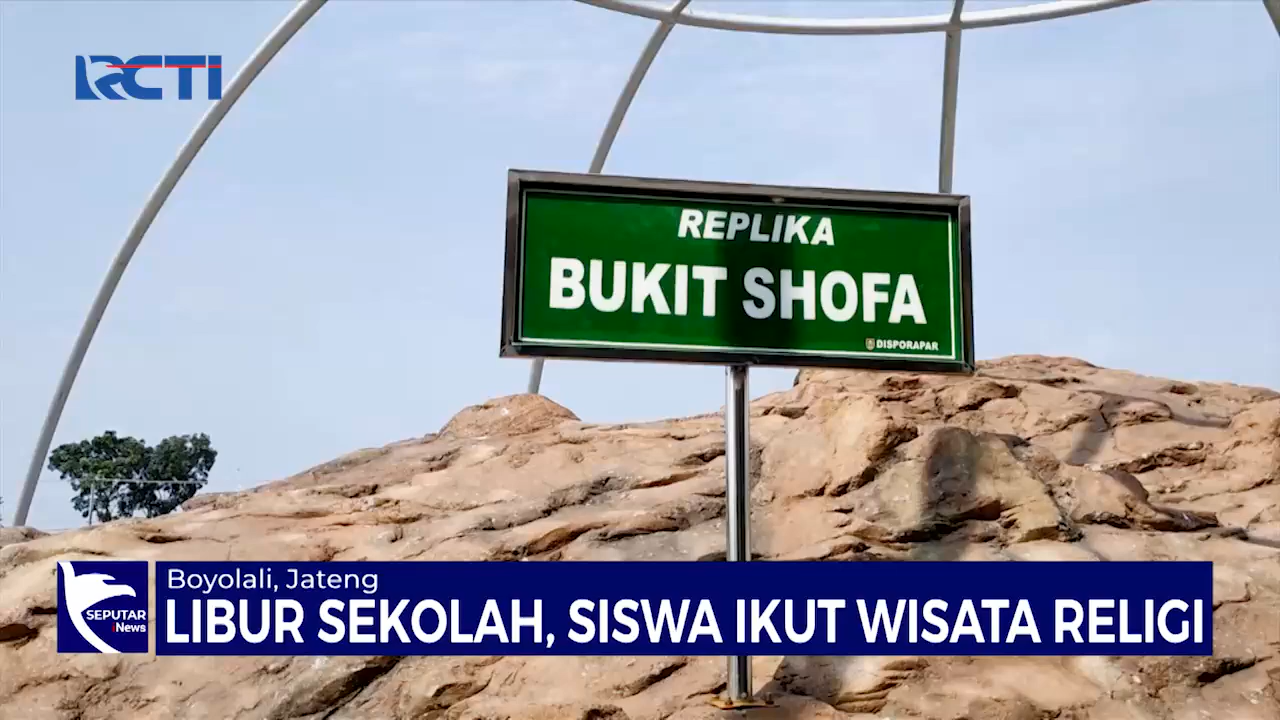 RCTI
REPLIKA
BUKIT SHOFA
DISPORAPAR
Boyolali, Jateng
SEPUTAR
iNews
LIBUR SEKOLAH, SISWA IKUT WISATA RELIGI